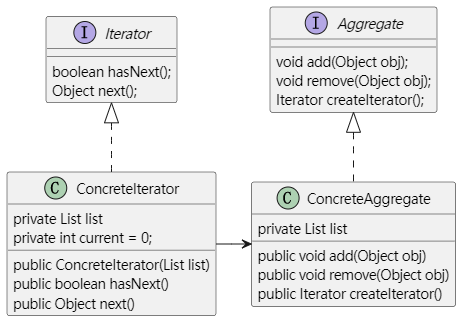 I Iterator
boolean hasNext();
Object next();
I Aggregate
void add(Object obj);
void remove(Object obj);
Iterator createIterator();
C ConcreteIterator
private List list
private int current = 0;
public ConcreteIterator(List list)
public boolean hasNext()
public Object next()
C ConcreteAggregate
private List list
public void add(Object obj)
public void remove(Object obj)
public Iterator createIterator()